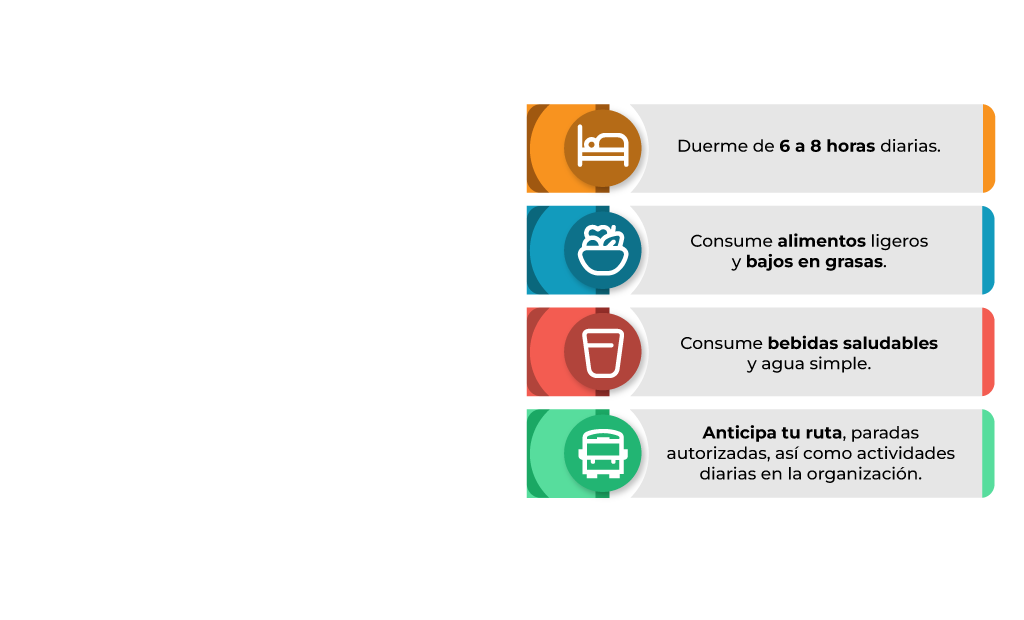 Duerme de 6 a 8 horas diarias.
Consume alimentos ligeros
y bajos en grasas.
Consume bebidas saludables
y agua simple.
Anticipa tu ruta, paradas
autorizadas, así como actividades
diarias en la organización.